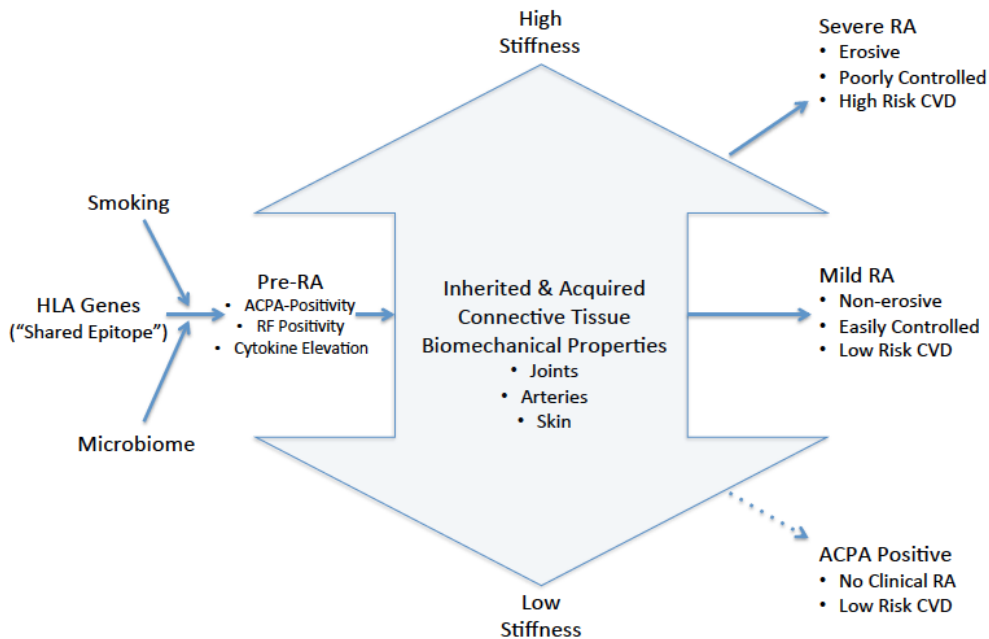 High
Stiffness
Severe RA
• Erosive
• Poorly Controlled
• High Risk CVD
Smoking
HLA Genes
(“Shared Epitope”)
Microbiome
Pre-RA
• ACPA-Positivity
• RF Positivity
• Cytokine Elevation
Inherited & Acquired
Connective Tissue
Biomechanical Properties
• Joints
• Arteries
• Skin
Mild RA
• Non-erosive
• Easily Controlled
• Low Risk CVD
ACPA Positive
• No Clinical RA
• Low Risk CVD
Low
Stiffness